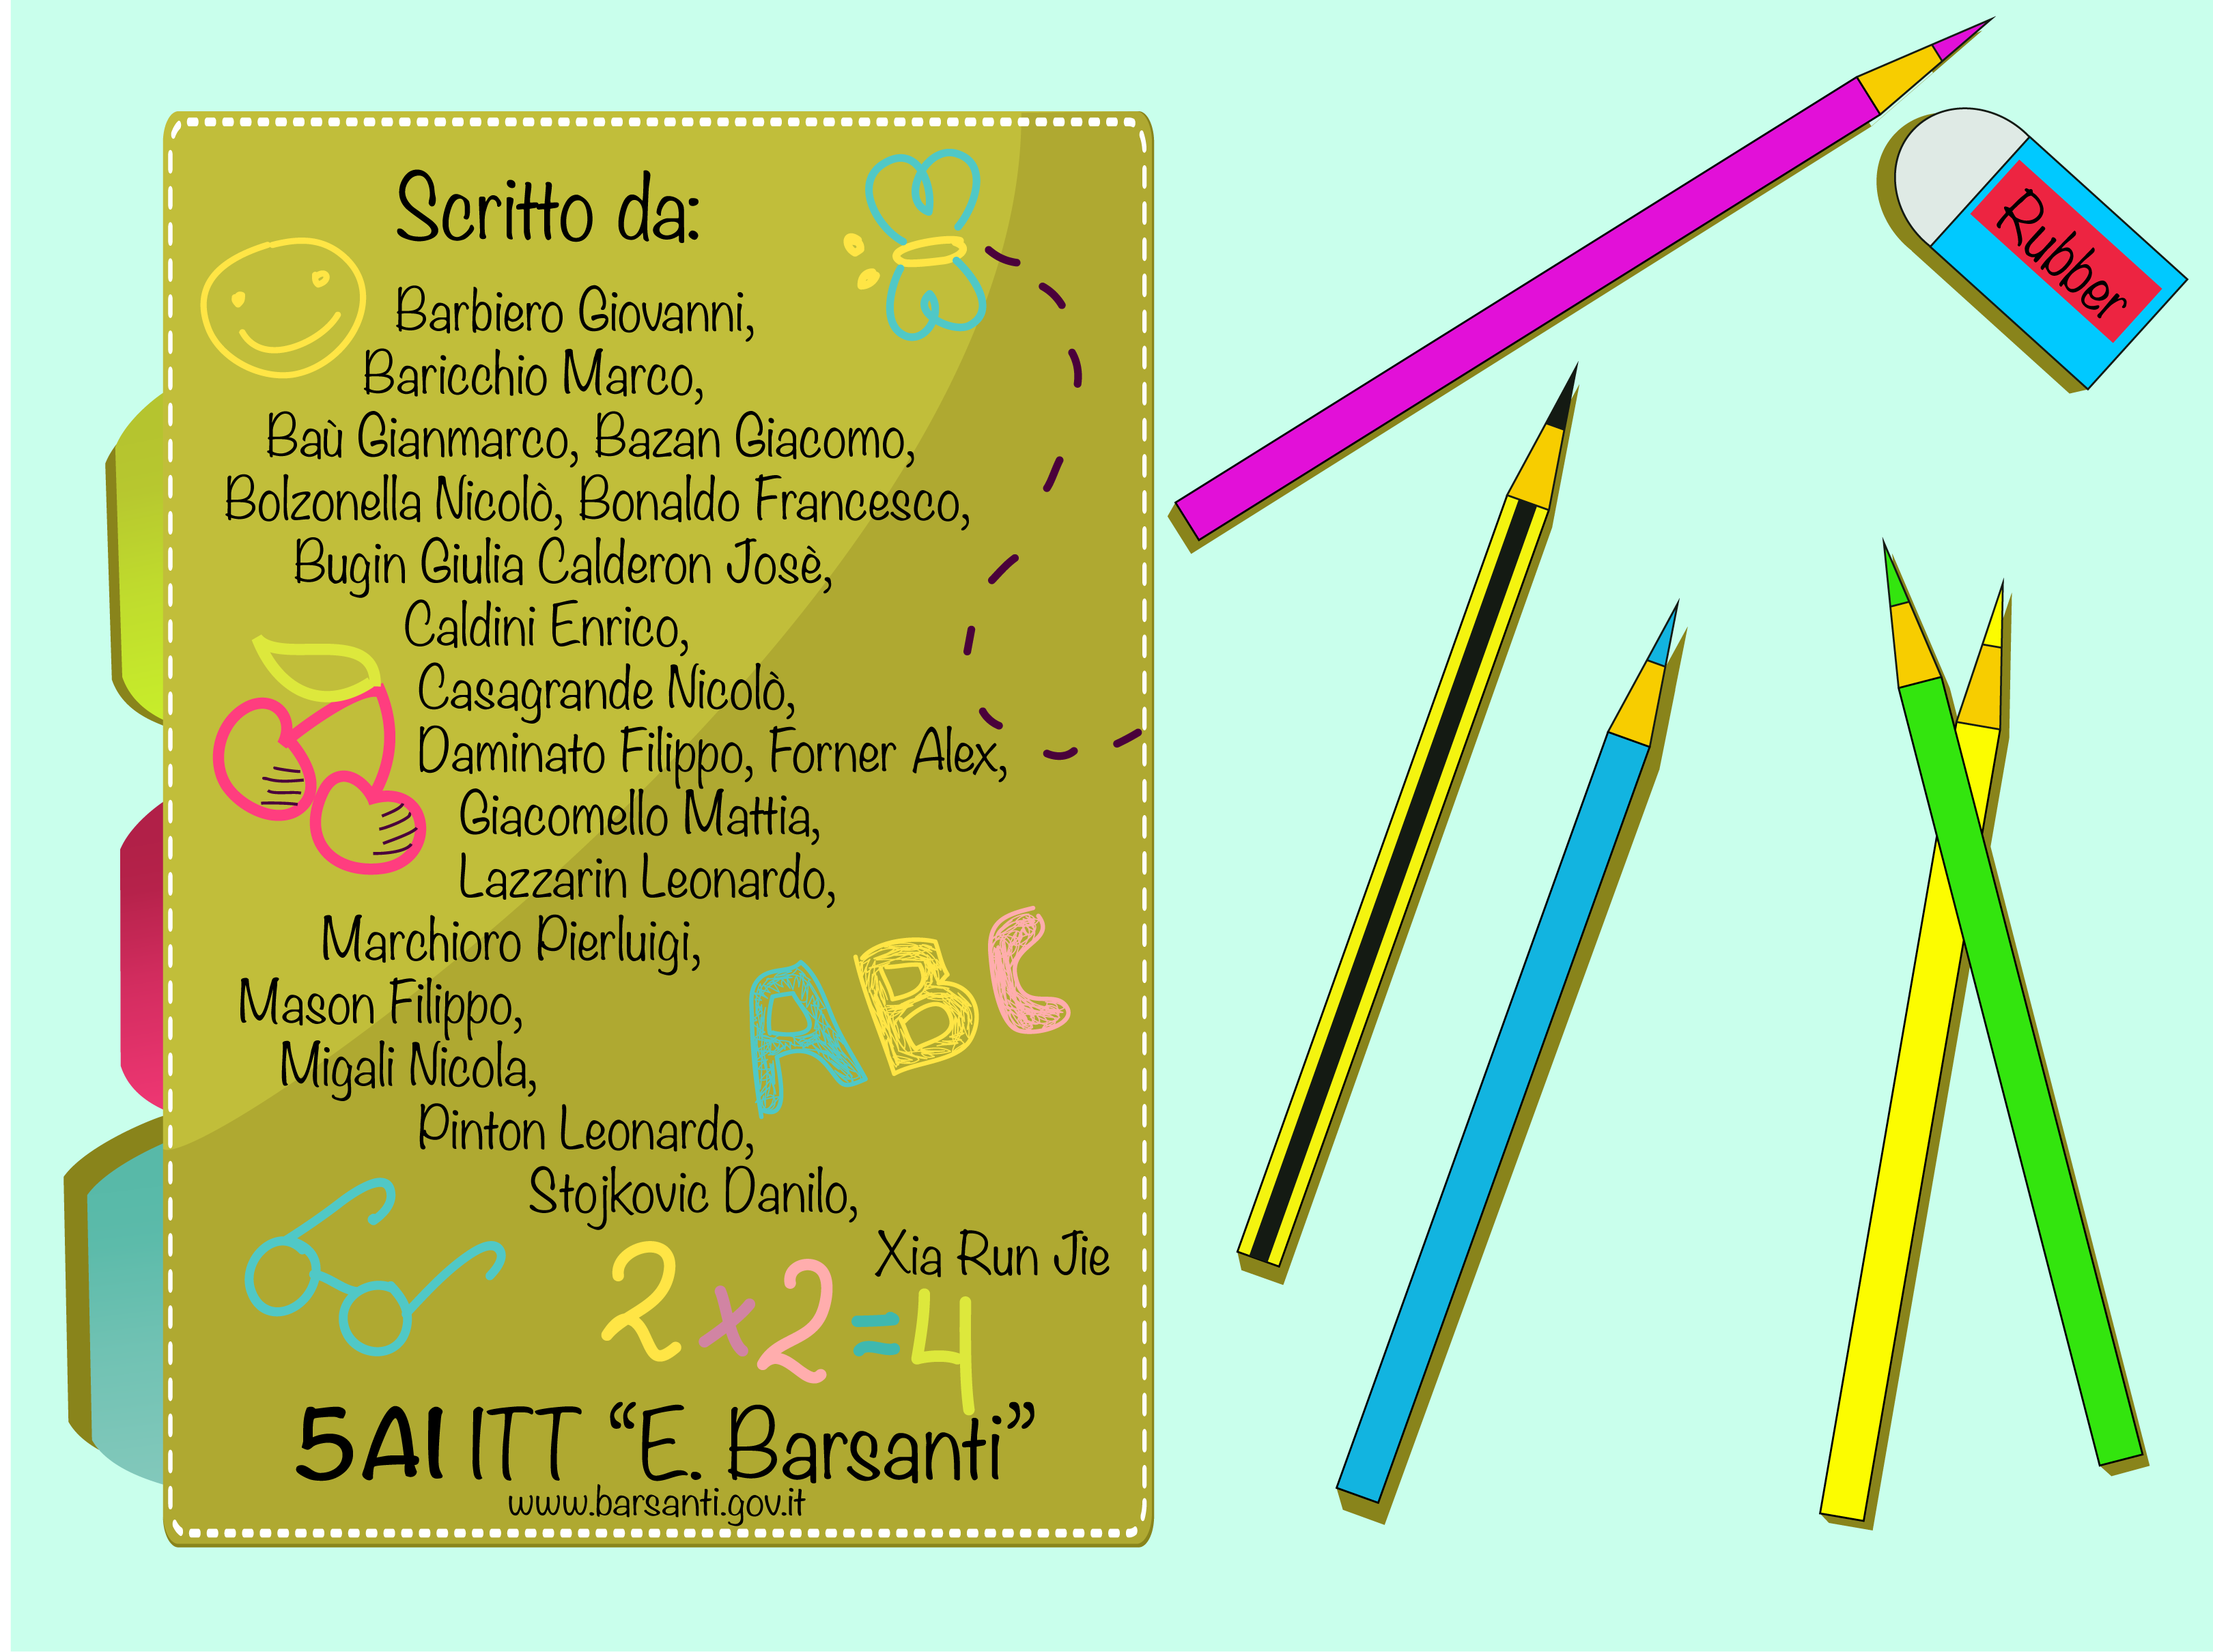 Scritto da:
Barbiero Giovanni,
Baricchio Marco,
Baù Gianmarco, Bazan Giacomo,
Bolzonella Nicolò, Bonaldo Francesco,
Bugin Giulia Calderon Josè,
Caldini Enrico,
Casagrande Nicolò,
Daminato Filippo, Forner Alex,
Giacomello Mattia,
Lazzarin Leonardo,
Marchioro Pierluigi,
Mason Filippo,
Migali Nicola,
Pinton Leonardo,
Stojkovic Danilo,
Xia Run Jie
ABC
2x2=4
5AI ITT “E. Barsanti”
www.barsanti.gov.it
Rubber